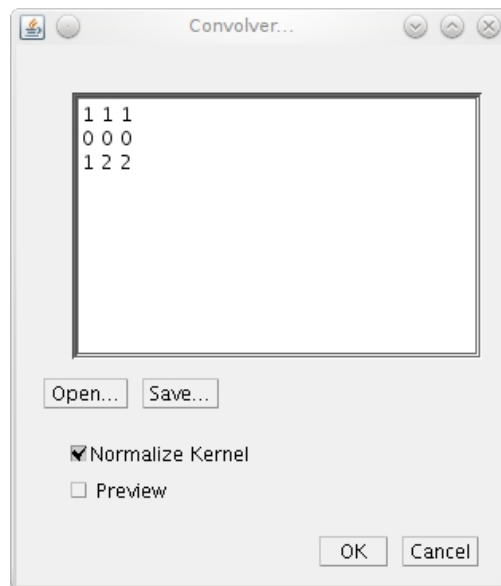 Convolver...
1 1 1
0 0 0
1 2 2
Open... Save...
Normalize Kernel
Preview
OK Cancel